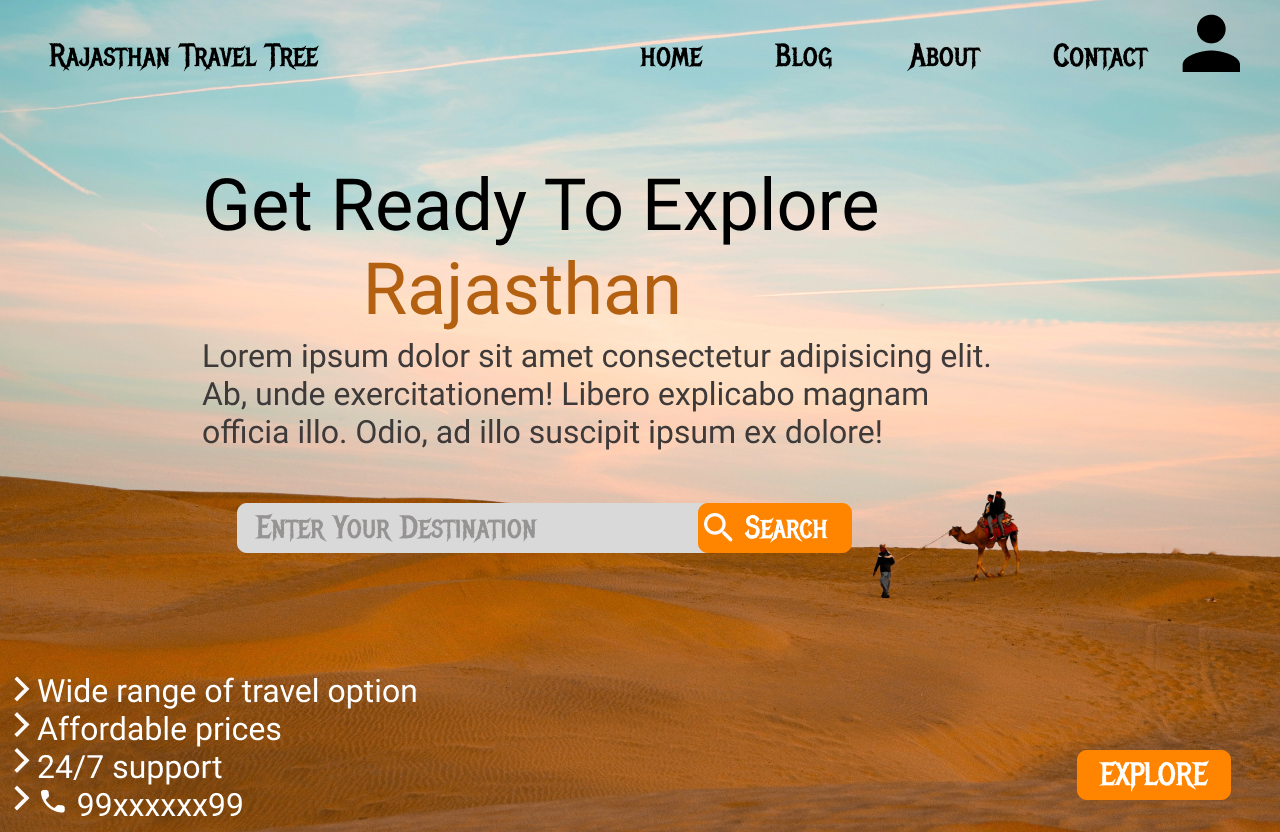 Rajasthan Travel Tree
HOME
Blog
About
Contact
Get Ready To Explore
Rajasthan
Lorem ipsum dolor sit amet consectetur adipisicing elit.
Ab, unde exercitationem! Libero explicabo magnam
officia illo. Odio, ad illo suscipit ipsum ex dolore!
Enter Your Destination
Search
Wide range of travel option
Affordable prices
24/7 support
99xxxxxx99
EXPLORE